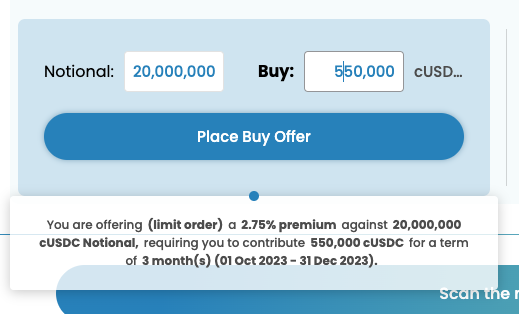 Notional: 20,000,000 Buy: 550,000 cUSD...
Place Buy Offer
You are offering (limit order) a 2.75% premium against 20,000,000
cUSDC Notional, requiring you to contribute 550,000 cUSDC for a term
of 3 month(s) (01 Oct 2023 - 31 Dec 2023).
Scan the